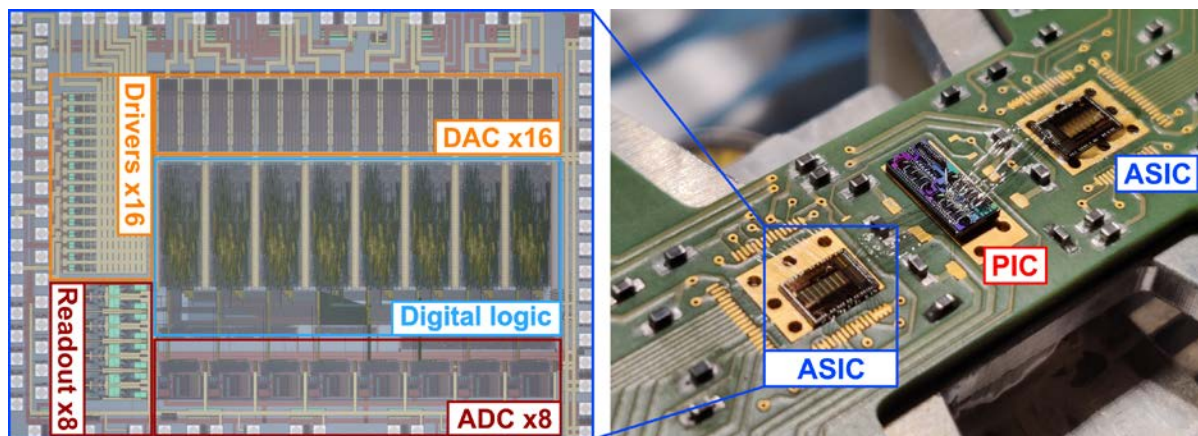 Drivers x16
DAC x16
Digital logic
Readout x8
ADC x8
ASIC
PIC
ASIC